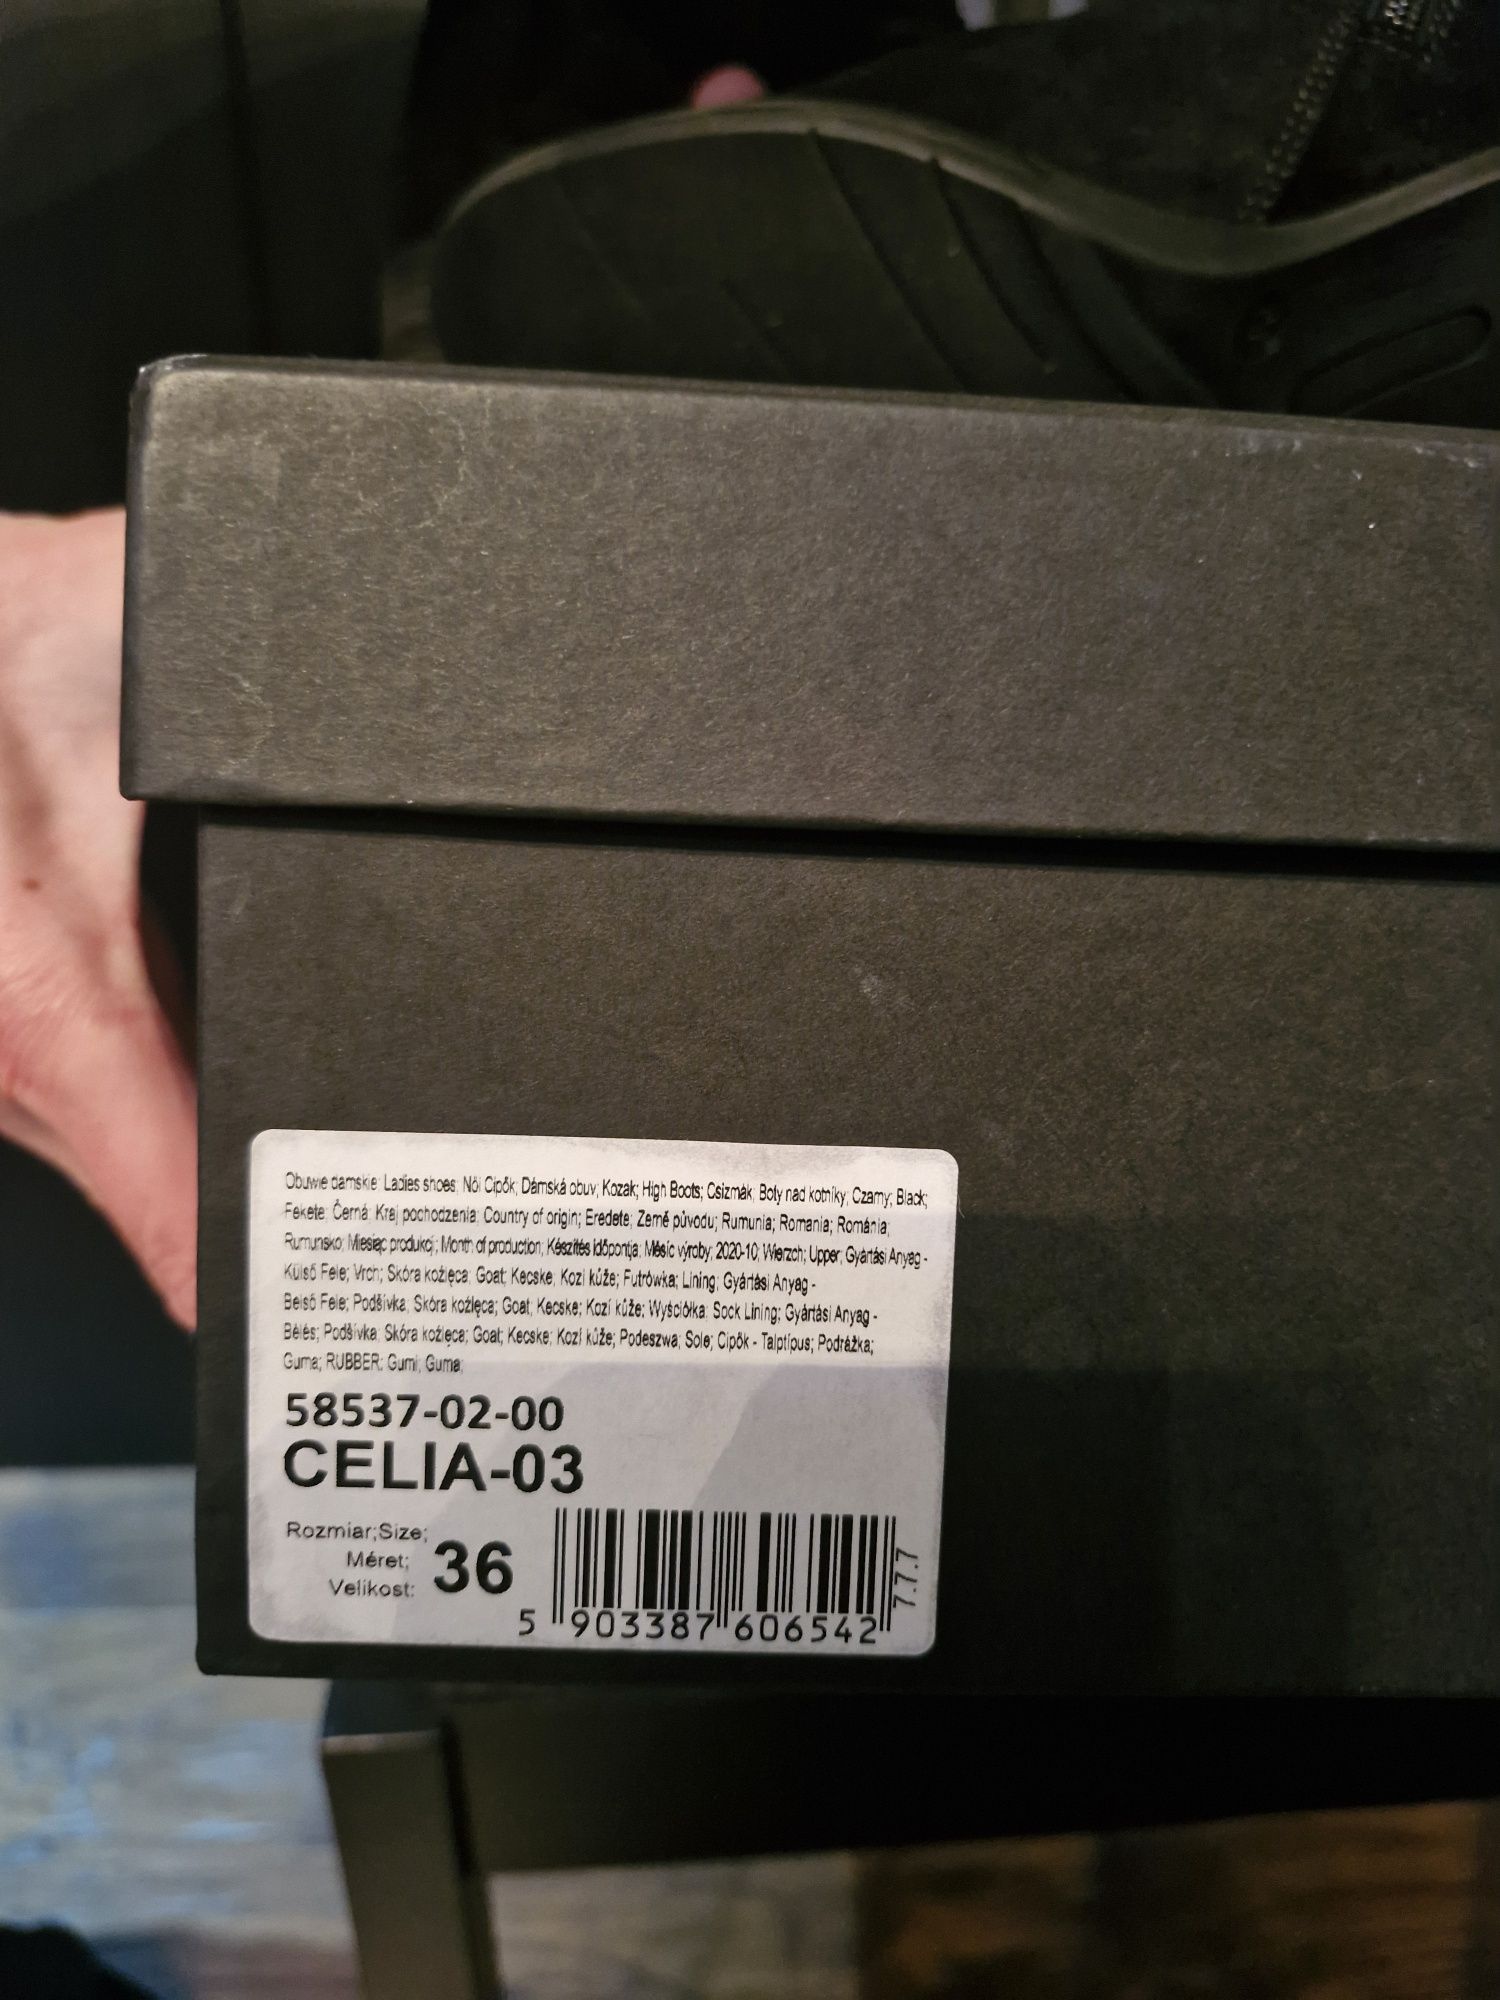 Obuwie damskie; Ladies shoes; Női Cipők; Dámská obuv; Kozak; High Boots; Csizmák; Boty nad kotníky; Czarny; Black;
Fekete; Černá; Kraj pochodzenia; Country of origin; Eredete; Země původu; Rumunia; Romania; Románia;
Rumunsko; Miesiąc produkcji; Month of production; Készítés időpontja; Měsíc výroby; 2020-10; Wierzch; Upper; Gyártási Anyag -
Külső Fele; Vrch; Skóra koźlęca; Goat; Kecske; Kozí kůže; Futrówka; Lining; Gyártási Anyag -
Belső Fele; Podšívka; Skóra koźlęca; Goat; Kecske; Kozí kůže; Wyściółka; Sock Lining; Gyártási Anyag -
Bélés; Podšívka; Skóra koźlęca; Goat; Kecske; Kozí kůže; Podeszwa; Sole; Cipők - Talptípus; Podrážka;
Guma; RUBBER; Gumi; Guma;
58537-02-00
CELIA-03
Rozmiar;Size;
Méret;
Velikost:
36
5 903387 606542
7.7.7